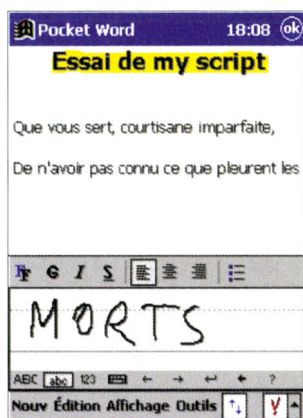 Pocket Word 18:08 ok
Essai de my script
Que vous sert, courtisane imparfaite,
De n'avoir pas connu ce que pleurent les
G I S
MORTS
ABC abc 123 ← → ↵ ← ?
Nouv Édition Affichage Outils